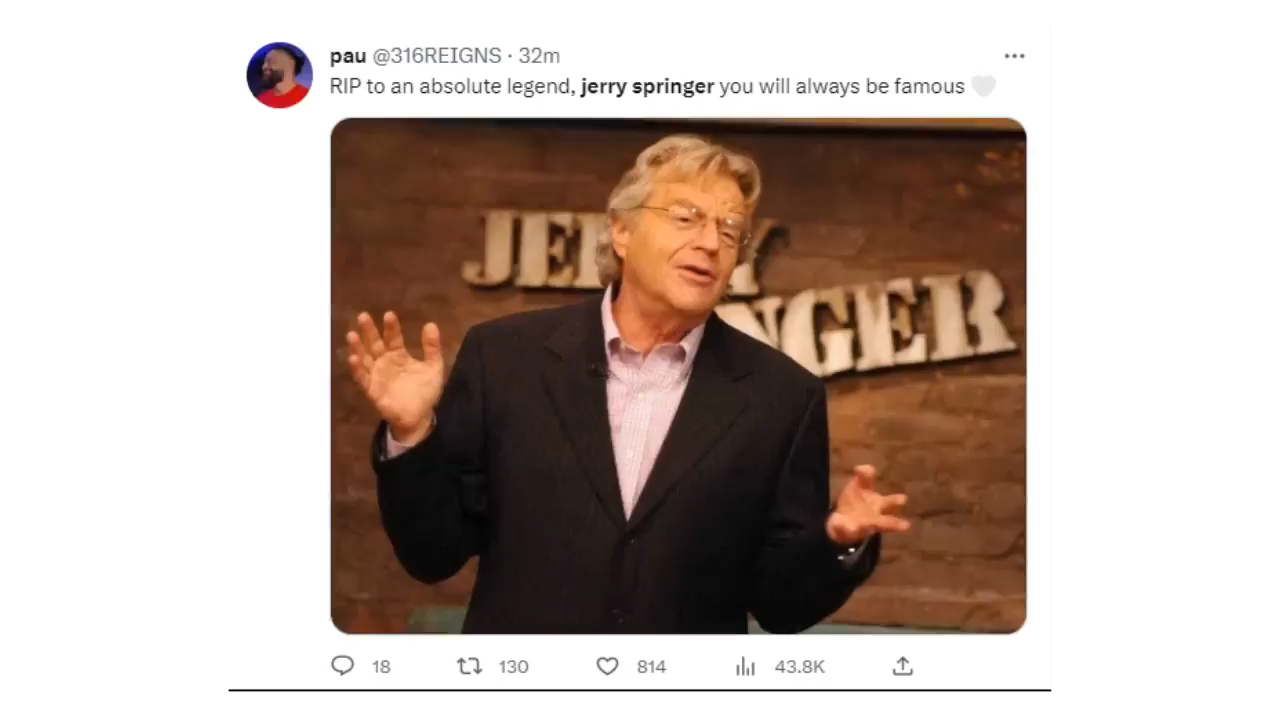 pau @316REIGNS · 32m
RIP to an absolute legend, jerry springer you will always be famous 🤍
JE Y
NGER
18 130 814 43.8K